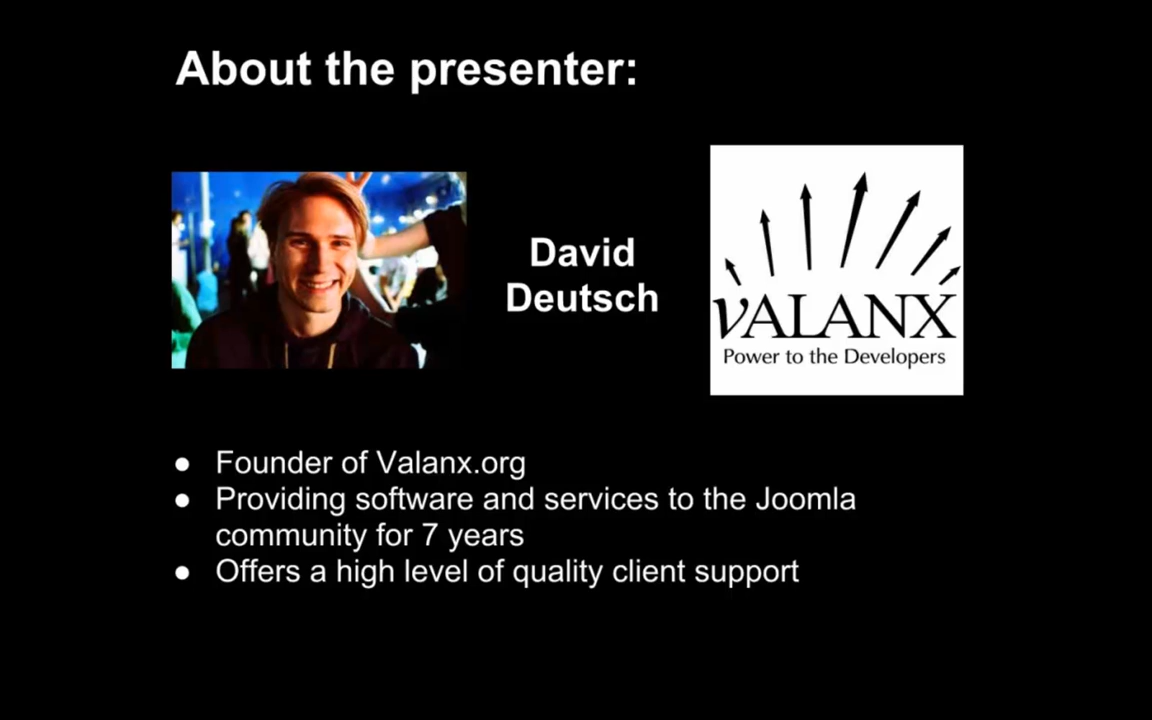 About the presenter:
David
Deutsch
VALANX
Power to the Developers
● Founder of Valanx.org
● Providing software and services to the Joomla
community for 7 years
● Offers a high level of quality client support